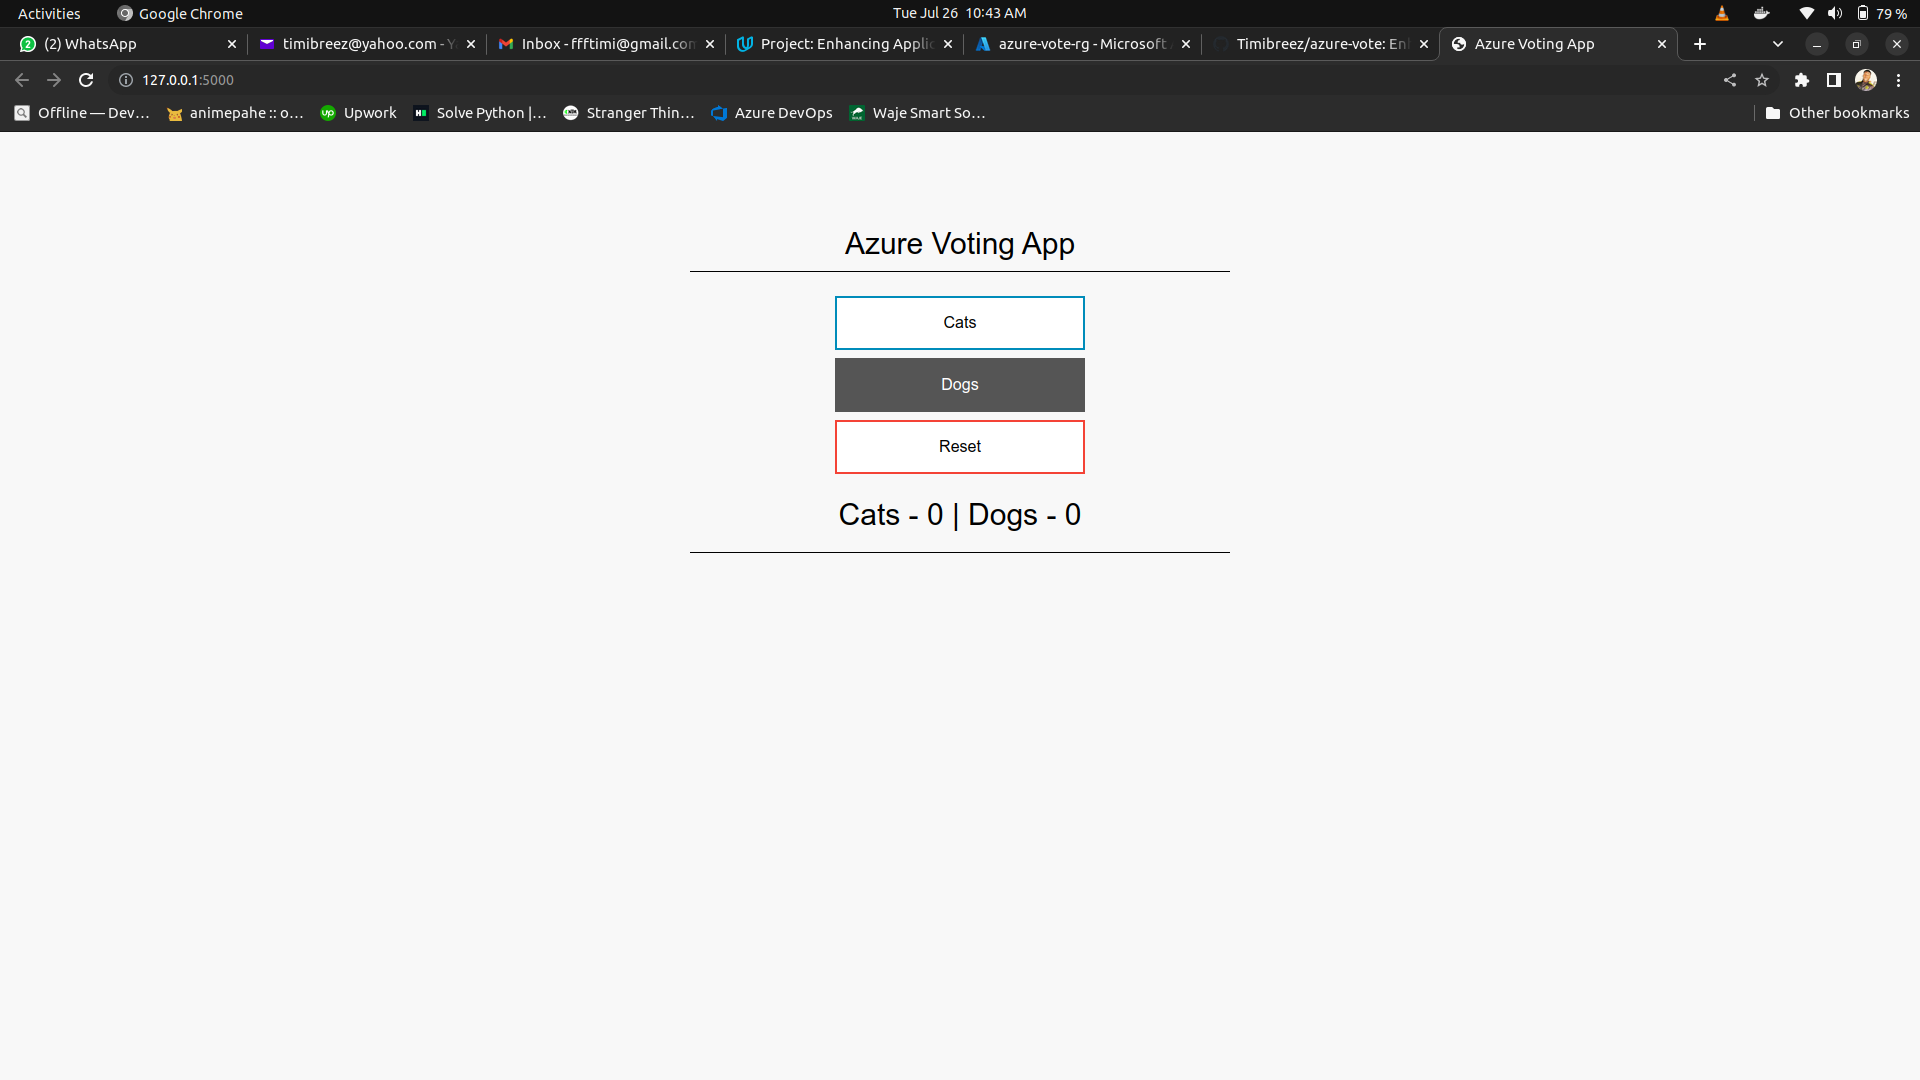 Activities Google Chrome Tue Jul 26 10:43 AM 79 %
(2) WhatsApp timibreez@yahoo.com - Y Inbox - ffftimi@gmail.com Project: Enhancing Applic azure-vote-rg - Microsoft Timibreez/azure-vote: En Azure Voting App
127.0.0.1:5000
Offline — Dev… animepahe :: o… Upwork Solve Python |… Stranger Thin… Azure DevOps Waje Smart So… Other bookmarks
Azure Voting App
Cats
Dogs
Reset
Cats - 0 | Dogs - 0